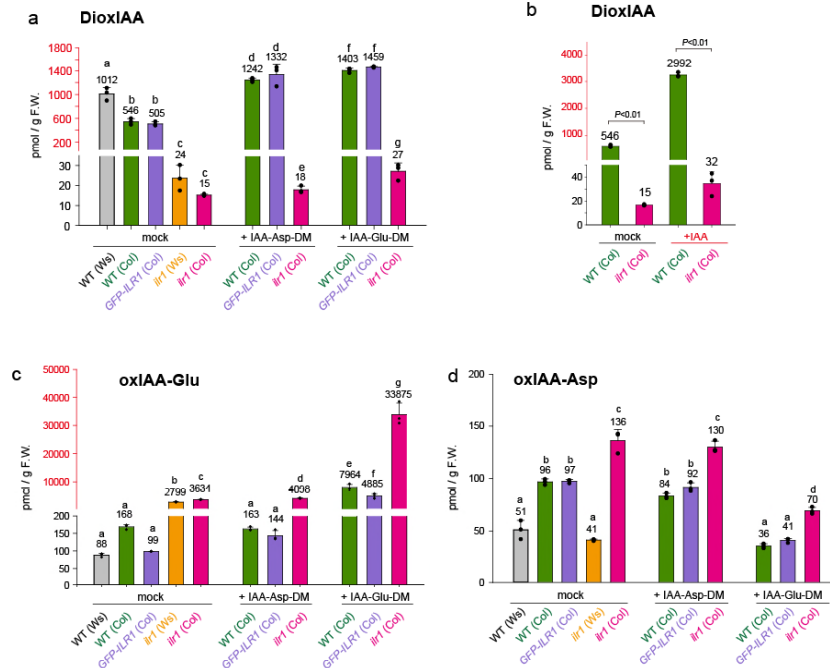 a
DioxIAA
pmol / g F.W.
1800
1600
1400
1200
1000
800
600
30
20
10
0
a
1012
b
546
b
505
c
24
c
15
d
1242
d
1332
e
18
f
1403
f
1459
g
27
mock
+ IAA-Asp-DM
+ IAA-Glu-DM
WT (Ws)
WT (Col)
GFP-ILR1 (Col)
ilr1 (Ws)
ilr1 (Col)
WT (Col)
GFP-ILR1 (Col)
ilr1 (Col)
WT (Col)
GFP-ILR1 (Col)
ilr1 (Col)
b
DioxIAA
pmol / g F.W.
4000
3000
2000
1000
40
20
0
P<0.01
546
15
P<0.01
2992
32
mock
+IAA
WT (Col)
ilr1 (Col)
WT (Col)
ilr1 (Col)
c
oxIAA-Glu
pmol / g F.W.
50000
40000
30000
20000
10000
200
150
100
50
0
a
88
a
168
a
99
b
2799
c
3634
a
163
a
144
d
4098
e
7964
f
4885
g
33875
mock
+ IAA-Asp-DM
+ IAA-Glu-DM
WT (Ws)
WT (Col)
GFP-ILR1 (Col)
ilr1 (Ws)
ilr1 (Col)
WT (Col)
GFP-ILR1 (Col)
ilr1 (Col)
WT (Col)
GFP-ILR1 (Col)
ilr1 (Col)
d
oxIAA-Asp
pmol / g F.W.
200
150
100
50
0
a
51
b
96
b
97
a
41
c
136
b
84
b
92
c
130
a
36
a
41
d
70
mock
+ IAA-Asp-DM
+ IAA-Glu-DM
WT (Ws)
WT (Col)
GFP-ILR1 (Col)
ilr1 (Ws)
ilr1 (Col)
WT (Col)
GFP-ILR1 (Col)
ilr1 (Col)
WT (Col)
GFP-ILR1 (Col)
ilr1 (Col)